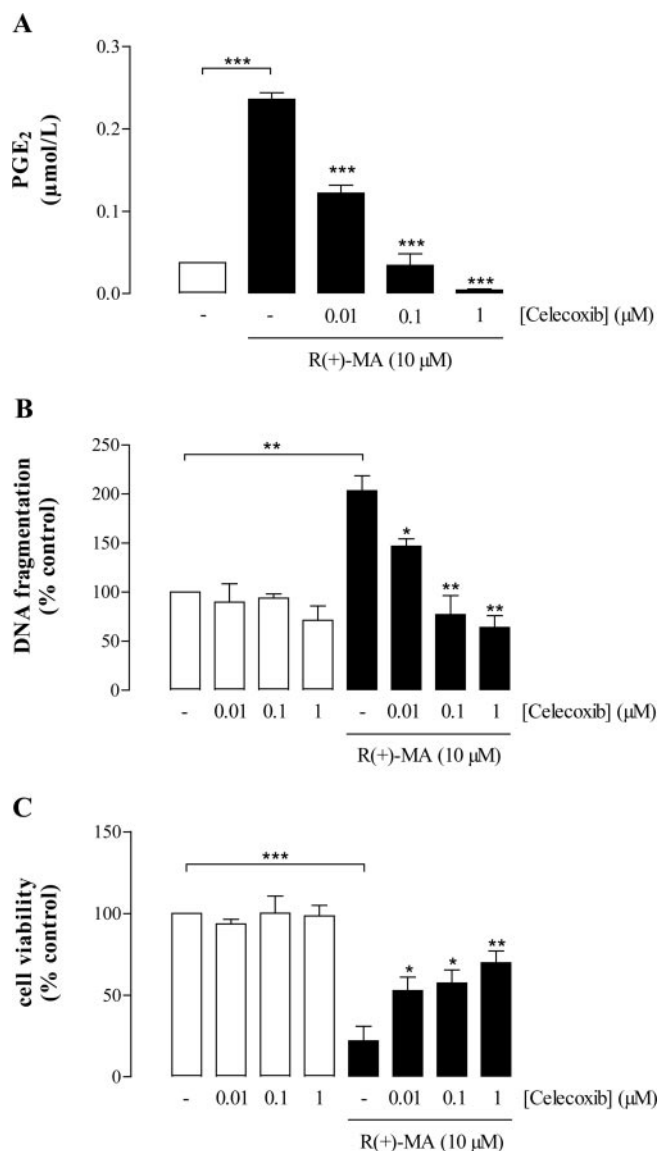 A
PGE2
(μmol/L)
0.3
0.2
0.1
0.0
***
***
***
***
- - 0.01 0.1 1 [Celecoxib] (μM)
R(+)-MA (10 μM)
B
DNA fragmentation
(% control)
250
200
150
100
50
0
**
*
**
**
- 0.01 0.1 1 - 0.01 0.1 1 [Celecoxib] (μM)
R(+)-MA (10 μM)
C
cell viability
(% control)
150
100
50
0
***
*
*
**
- 0.01 0.1 1 - 0.01 0.1 1 [Celecoxib] (μM)
R(+)-MA (10 μM)